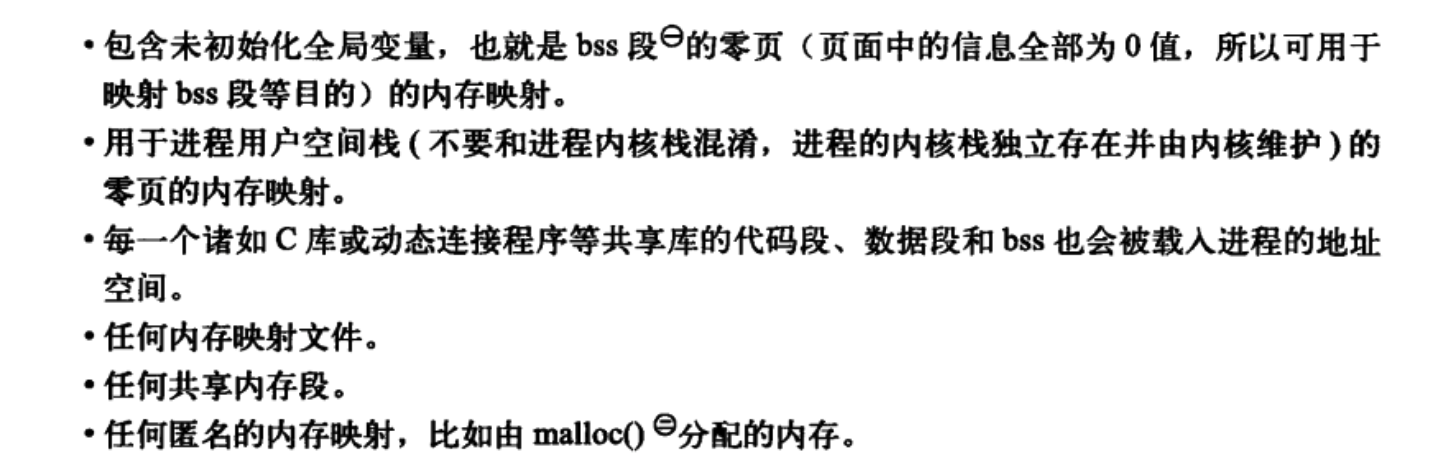 • 包含未初始化全局变量，也就是 bss 段㊀的零页（页面中的信息全部为 0 值，所以可用于
映射 bss 段等目的）的内存映射。
• 用于进程用户空间栈 ( 不要和进程内核栈混淆，进程的内核栈独立存在并由内核维护 ) 的
零页的内存映射。
• 每一个诸如 C 库或动态连接程序等共享库的代码段、数据段和 bss 也会被载入进程的地址
空间。
• 任何内存映射文件。
• 任何共享内存段。
• 任何匿名的内存映射，比如由 malloc() ㊁分配的内存。